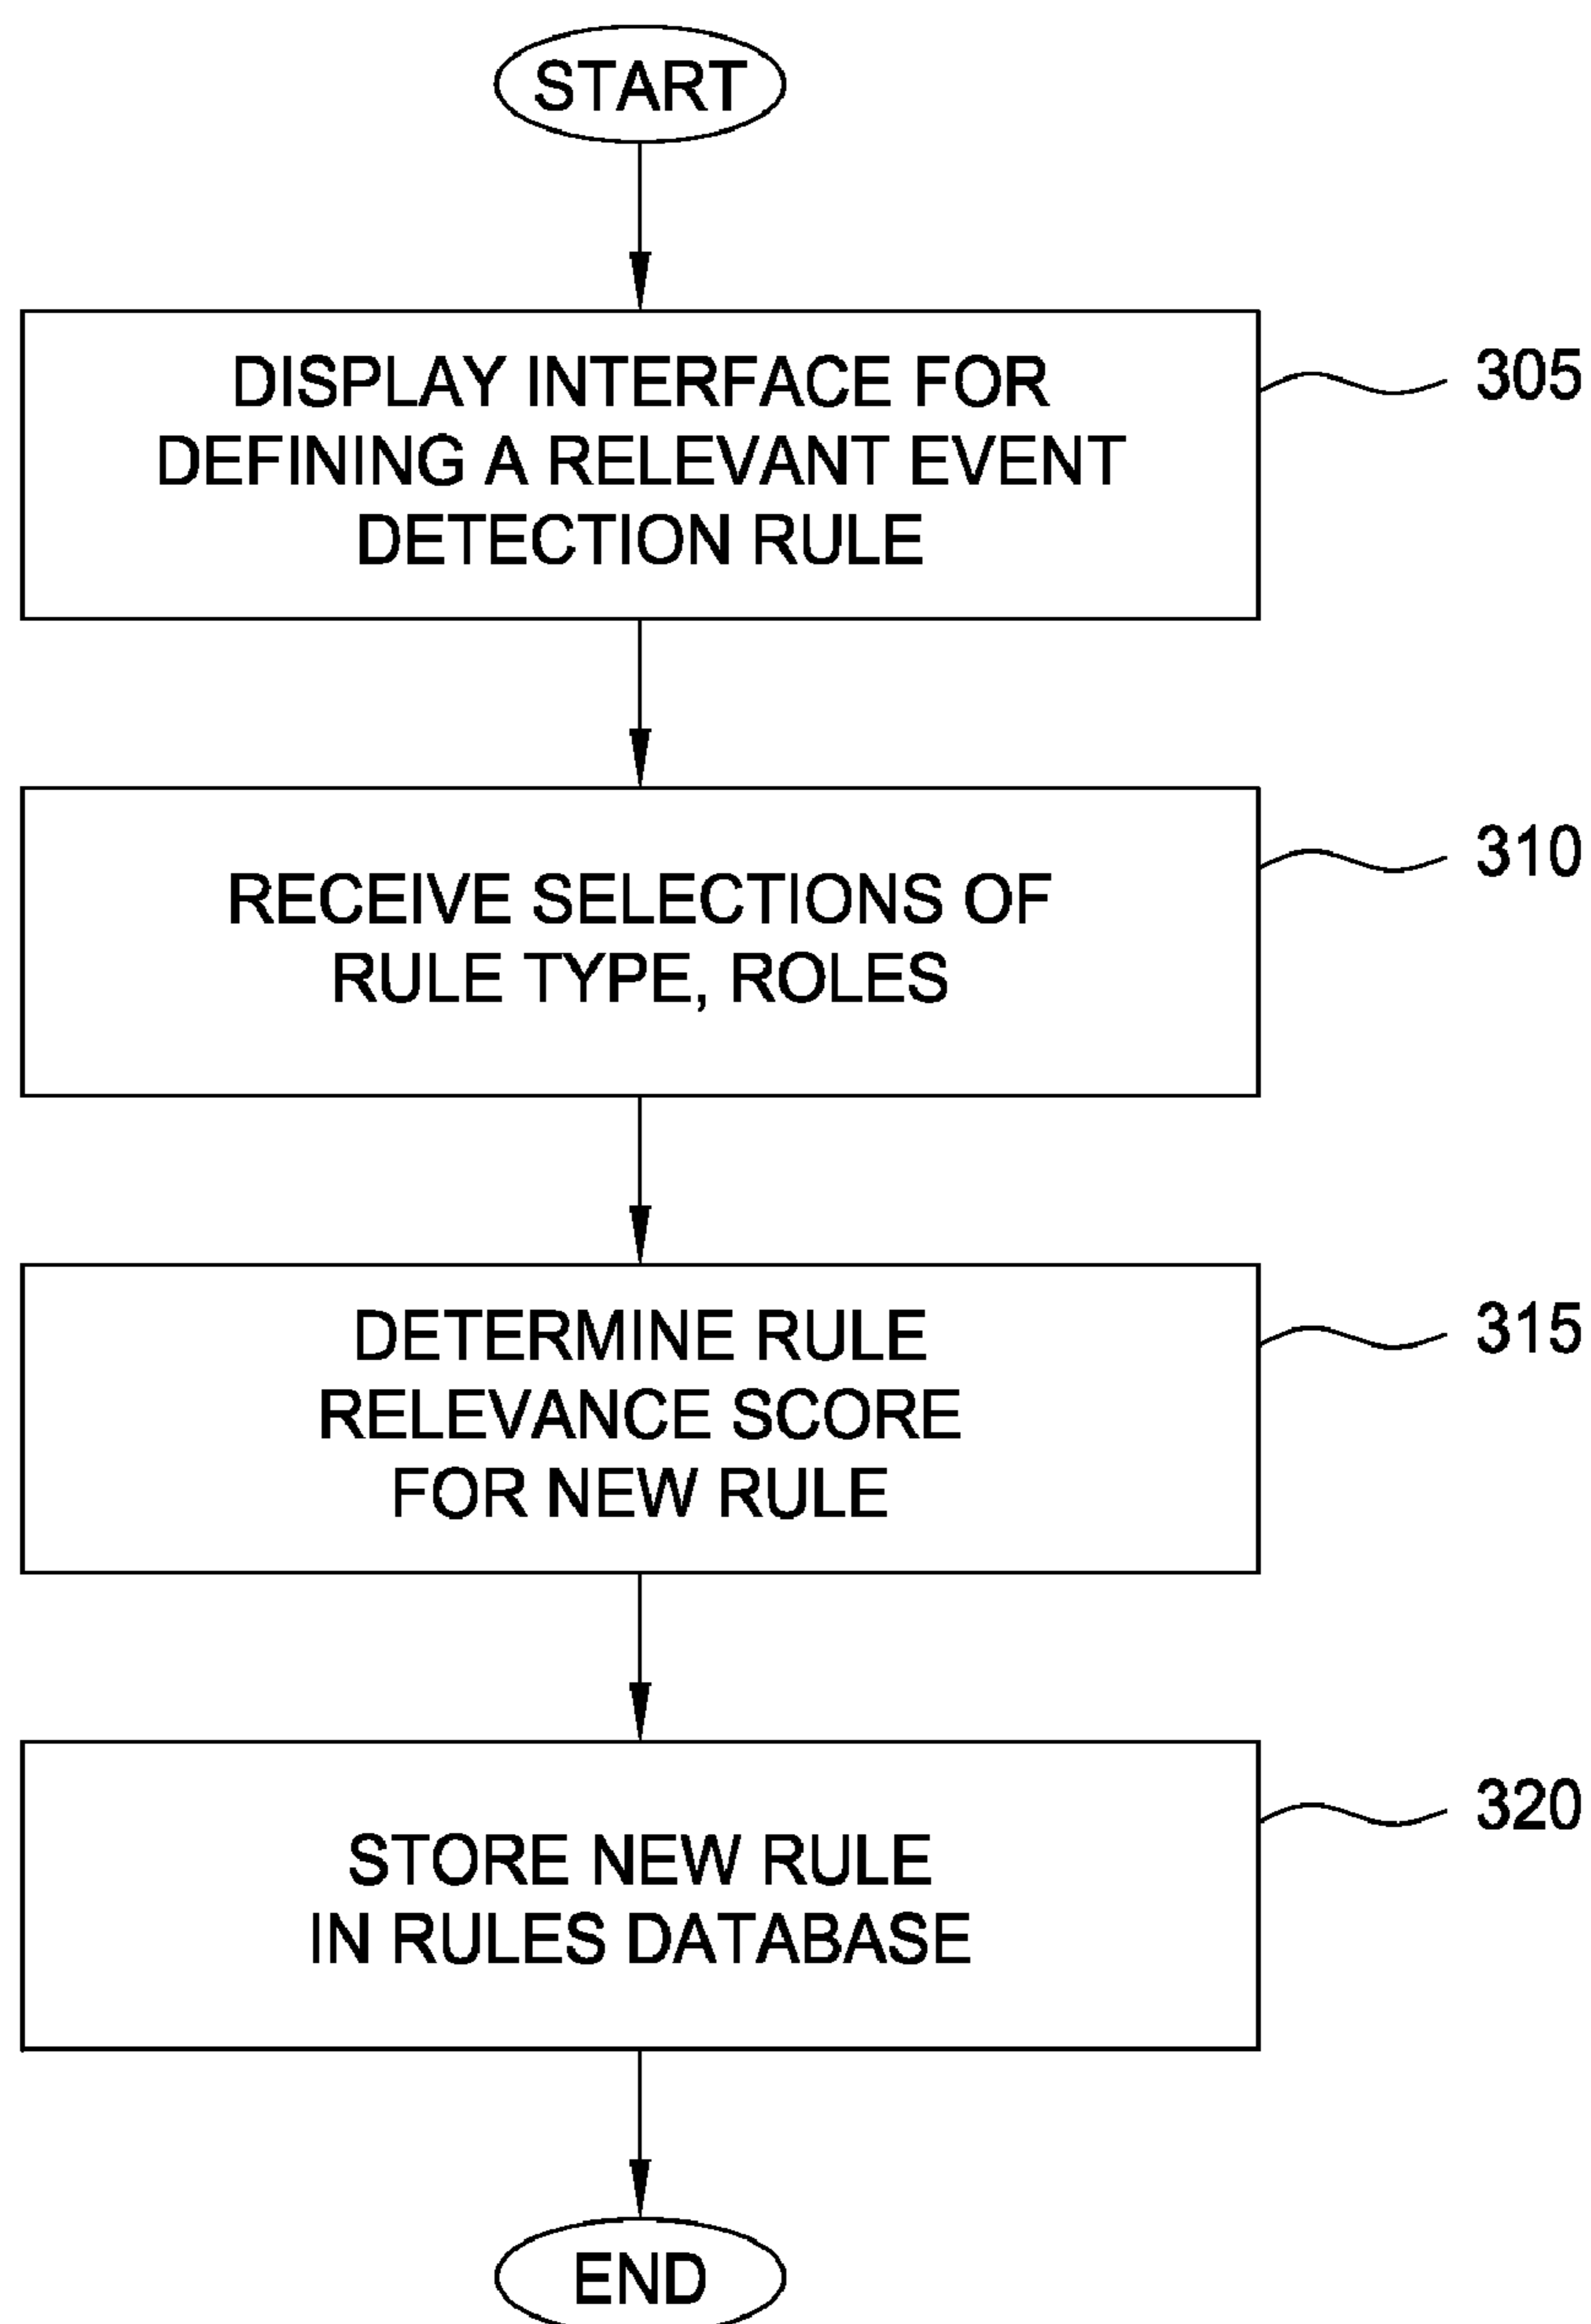 START
DISPLAY INTERFACE FOR
DEFINING A RELEVANT EVENT
DETECTION RULE
305
RECEIVE SELECTIONS OF
RULE TYPE, ROLES
310
DETERMINE RULE
RELEVANCE SCORE
FOR NEW RULE
315
STORE NEW RULE
IN RULES DATABASE
320
END